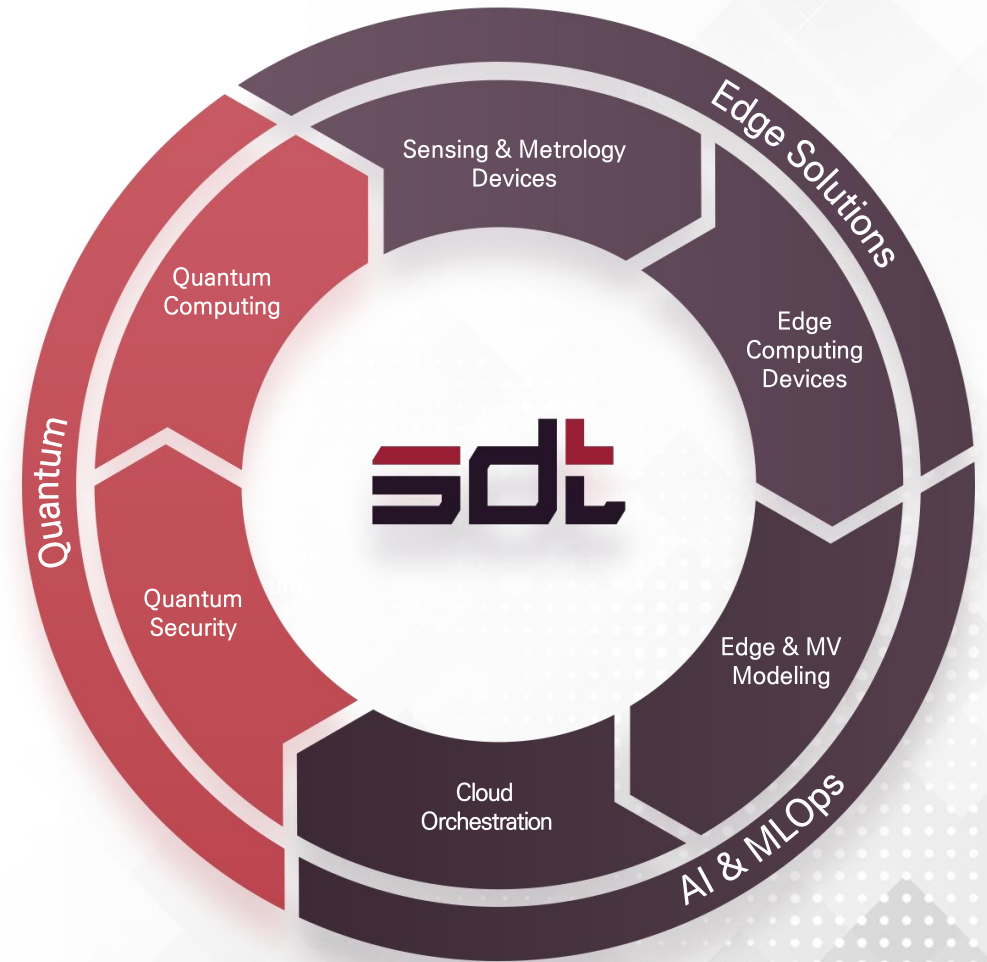 Edge Solutions
Sensing & Metrology
Devices
Edge
Computing
Devices
AI & MLOps
Edge & MV
Modeling
Cloud
Orchestration
Quantum
Quantum
Security
Quantum
Computing
sdt